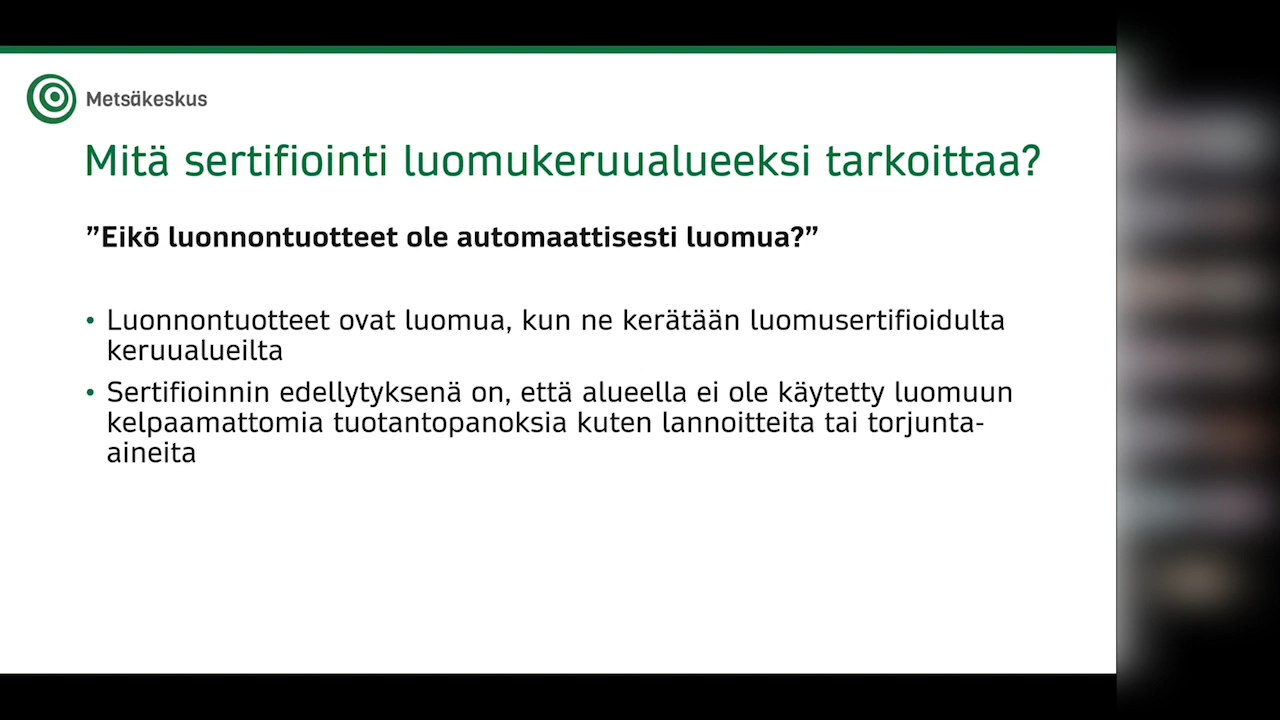 Metsäkeskus
Mitä sertifiointi luomukeruualueeksi tarkoittaa?
”Eikö luonnontuotteet ole automaattisesti luomua?”
• Luonnontuotteet ovat luomua, kun ne kerätään luomusertifioidulta
keruualueilta
• Sertifioinnin edellytyksenä on, että alueella ei ole käytetty luomuun
kelpaamattomia tuotantopanoksia kuten lannoitteita tai torjunta-
aineita